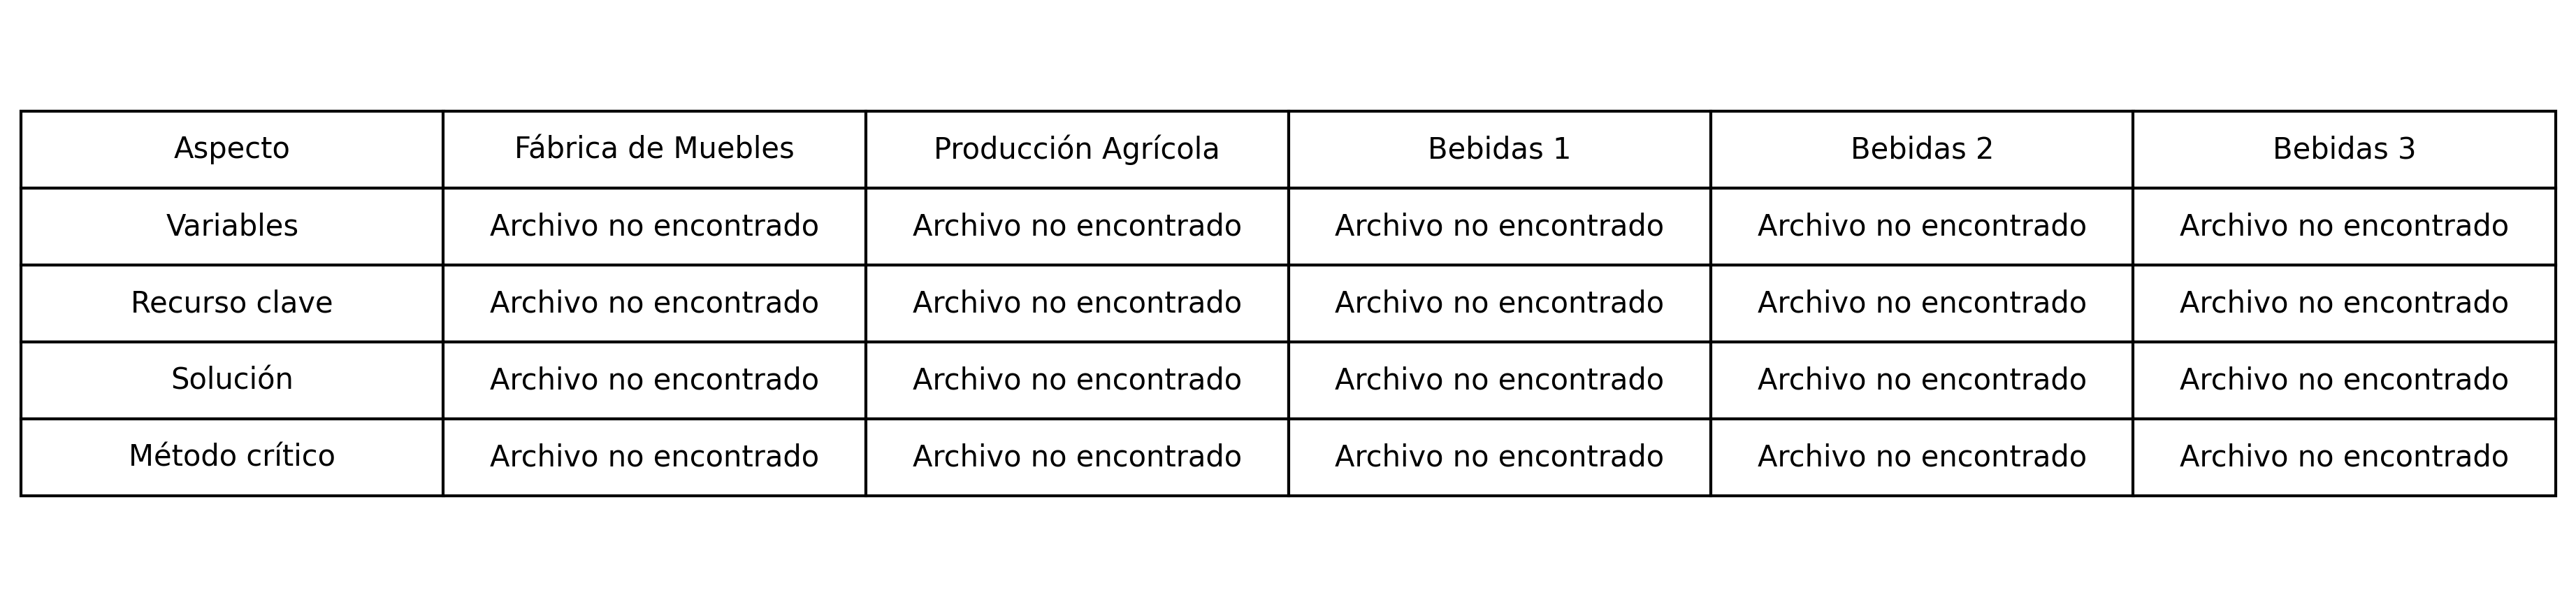 Aspecto Fábrica de Muebles Producción Agrícola Bebidas 1 Bebidas 2 Bebidas 3
Variables Archivo no encontrado Archivo no encontrado Archivo no encontrado Archivo no encontrado Archivo no encontrado
Recurso clave Archivo no encontrado Archivo no encontrado Archivo no encontrado Archivo no encontrado Archivo no encontrado
Solución Archivo no encontrado Archivo no encontrado Archivo no encontrado Archivo no encontrado Archivo no encontrado
Método crítico Archivo no encontrado Archivo no encontrado Archivo no encontrado Archivo no encontrado Archivo no encontrado